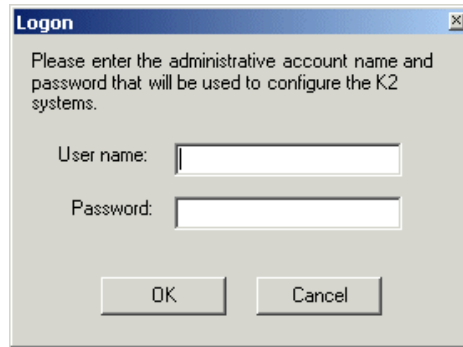 Logon
Please enter the administrative account name and
password that will be used to configure the K2
systems.
User name:
Password:
OK Cancel